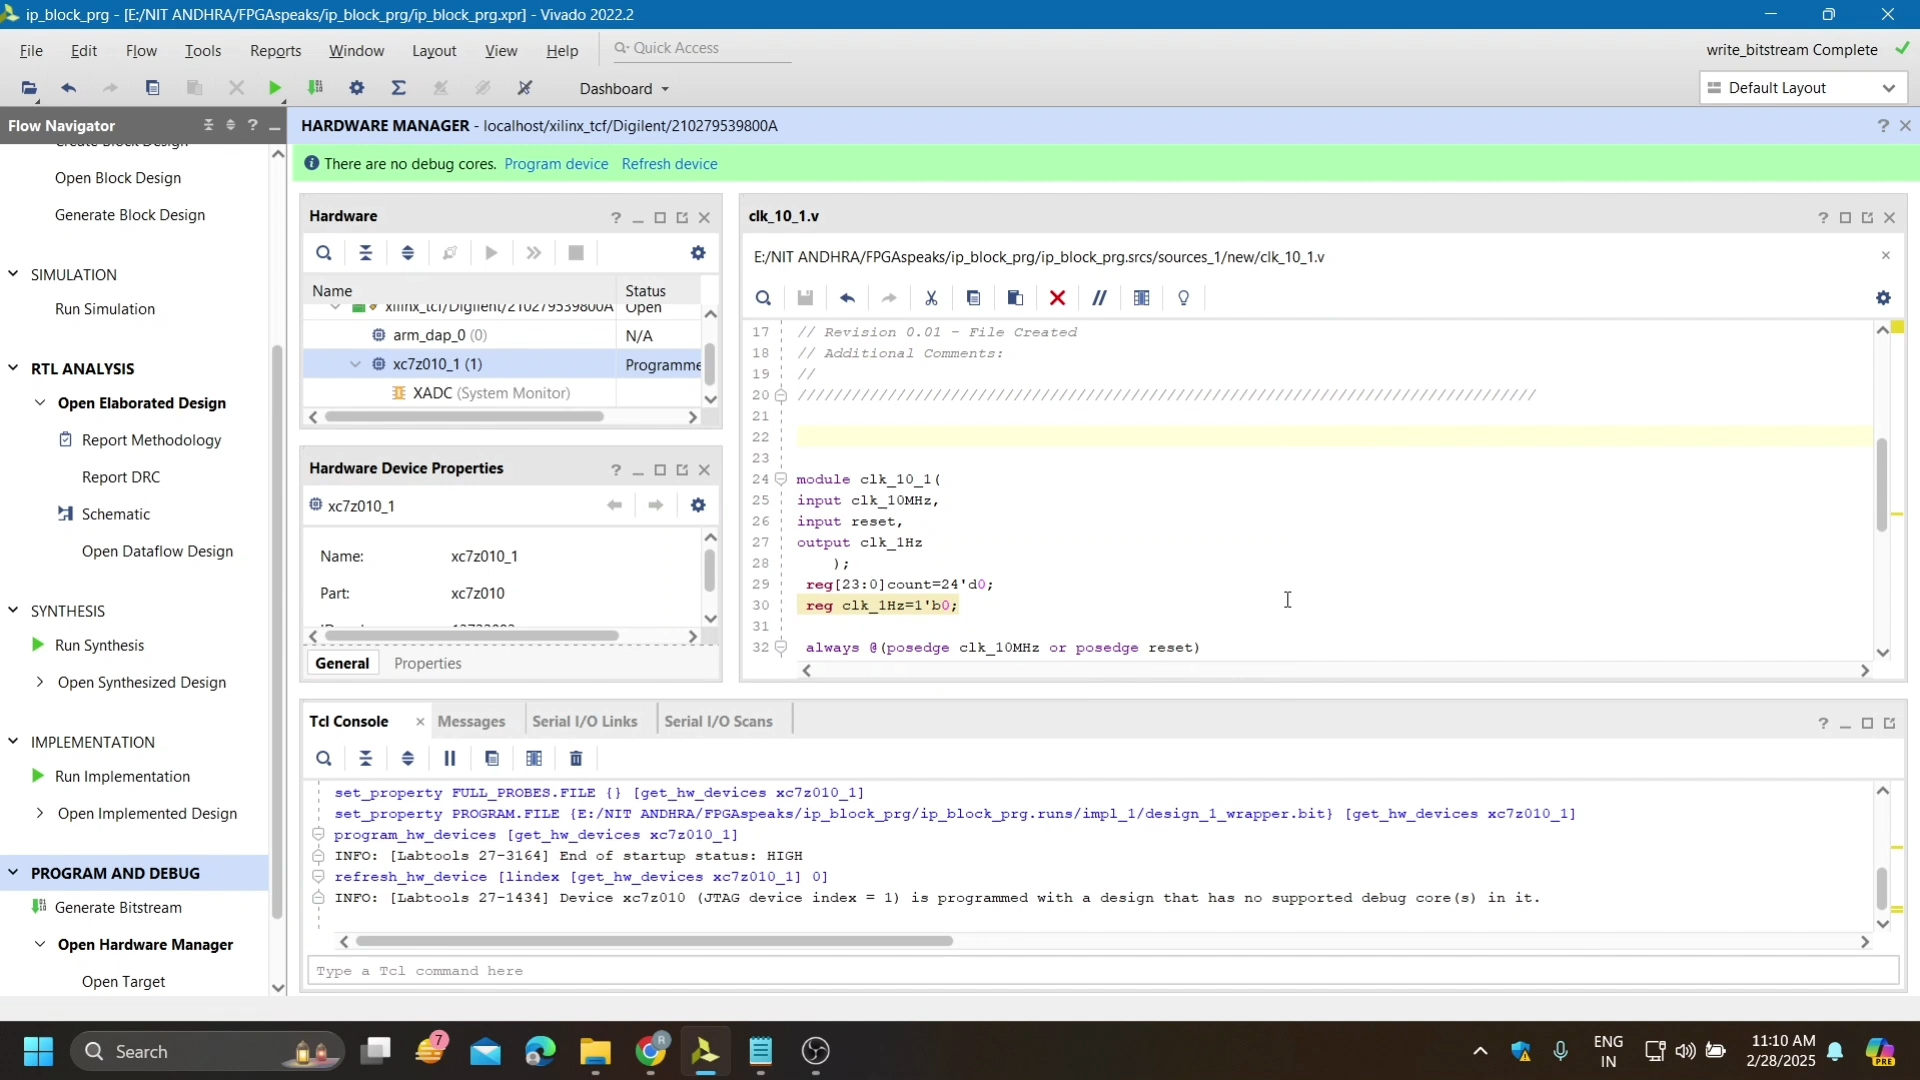 ip_block_prg - [E:/NIT ANDHRA/FPGAspeaks/ip_block_prg/ip_block_prg.xpr] - Vivado 2022.2
File Edit Flow Tools Reports Window Layout View Help Quick Access write_bitstream Complete
Dashboard Default Layout
Flow Navigator
HARDWARE MANAGER - localhost/xilinx_tcf/Digilent/210279539800A
Create Block Design
Open Block Design
Generate Block Design
SIMULATION
Run Simulation
RTL ANALYSIS
Open Elaborated Design
Report Methodology
Report DRC
Schematic
Open Dataflow Design
SYNTHESIS
Run Synthesis
Open Synthesized Design
IMPLEMENTATION
Run Implementation
Open Implemented Design
PROGRAM AND DEBUG
Generate Bitstream
Open Hardware Manager
Open Target
There are no debug cores. Program device Refresh device
Hardware
Name Status
xilinx_tcf/Digilent/210279539800A Open
arm_dap_0 (0) N/A
xc7z010_1 (1) Programme
XADC (System Monitor)
Hardware Device Properties
xc7z010_1
Name: xc7z010_1
Part: xc7z010
General Properties
clk_10_1.v
E:/NIT ANDHRA/FPGAspeaks/ip_block_prg/ip_block_prg.srcs/sources_1/new/clk_10_1.v
17 // Revision 0.01 - File Created
18 // Additional Comments:
19 //
20 //////////////////////////////////////////////////////////////////////////////////
21
22
23
24 module clk_10_1(
25 input clk_10MHz,
26 input reset,
27 output clk_1Hz
28 );
29 reg[23:0]count=24'd0;
30 reg clk_1Hz=1'b0;
31
32 always @(posedge clk_10MHz or posedge reset)
Tcl Console Messages Serial I/O Links Serial I/O Scans
set_property FULL_PROBES.FILE {} [get_hw_devices xc7z010_1]
set_property PROGRAM.FILE {E:/NIT ANDHRA/FPGAspeaks/ip_block_prg/ip_block_prg.runs/impl_1/design_1_wrapper.bit} [get_hw_devices xc7z010_1]
program_hw_devices [get_hw_devices xc7z010_1]
INFO: [Labtools 27-3164] End of startup status: HIGH
refresh_hw_device [lindex [get_hw_devices xc7z010_1] 0]
INFO: [Labtools 27-1434] Device xc7z010 (JTAG device index = 1) is programmed with a design that has no supported debug core(s) in it.
Type a Tcl command here
Search
7
R
ENG
IN
11:10 AM
2/28/2025
PRE